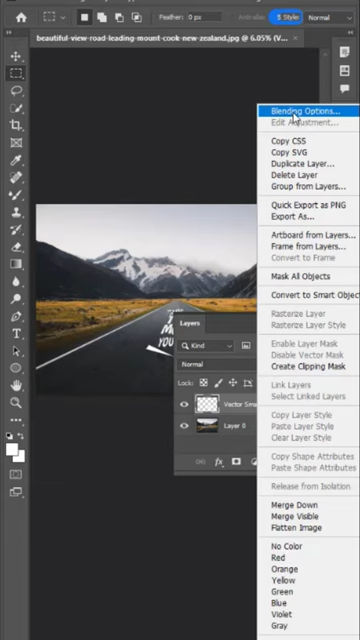 Feather: 0 px
Anti-alias
5 Style:
Normal
beautiful-view-road-leading-mount-cook-new-zealand.jpg @ 6.05% (V...
Blending Options...
Edit Adjustment...
Copy CSS
Copy SVG
Duplicate Layer...
Delete Layer
Group from Layers...
Quick Export as PNG
Export As...
Artboard from Layers...
Frame from Layers...
Convert to Frame
Mask All Objects
Convert to Smart Object
Rasterize Layer
Rasterize Layer Style
Enable Layer Mask
Disable Vector Mask
Create Clipping Mask
Link Layers
Select Linked Layers
Copy Layer Style
Paste Layer Style
Clear Layer Style
Copy Shape Attributes
Paste Shape Attributes
Release from Isolation
Merge Down
Merge Visible
Flatten Image
No Color
Red
Orange
Yellow
Green
Blue
Violet
Gray
Layers
Kind
Normal
Lock:
Vector Sma
Layer 0
fx